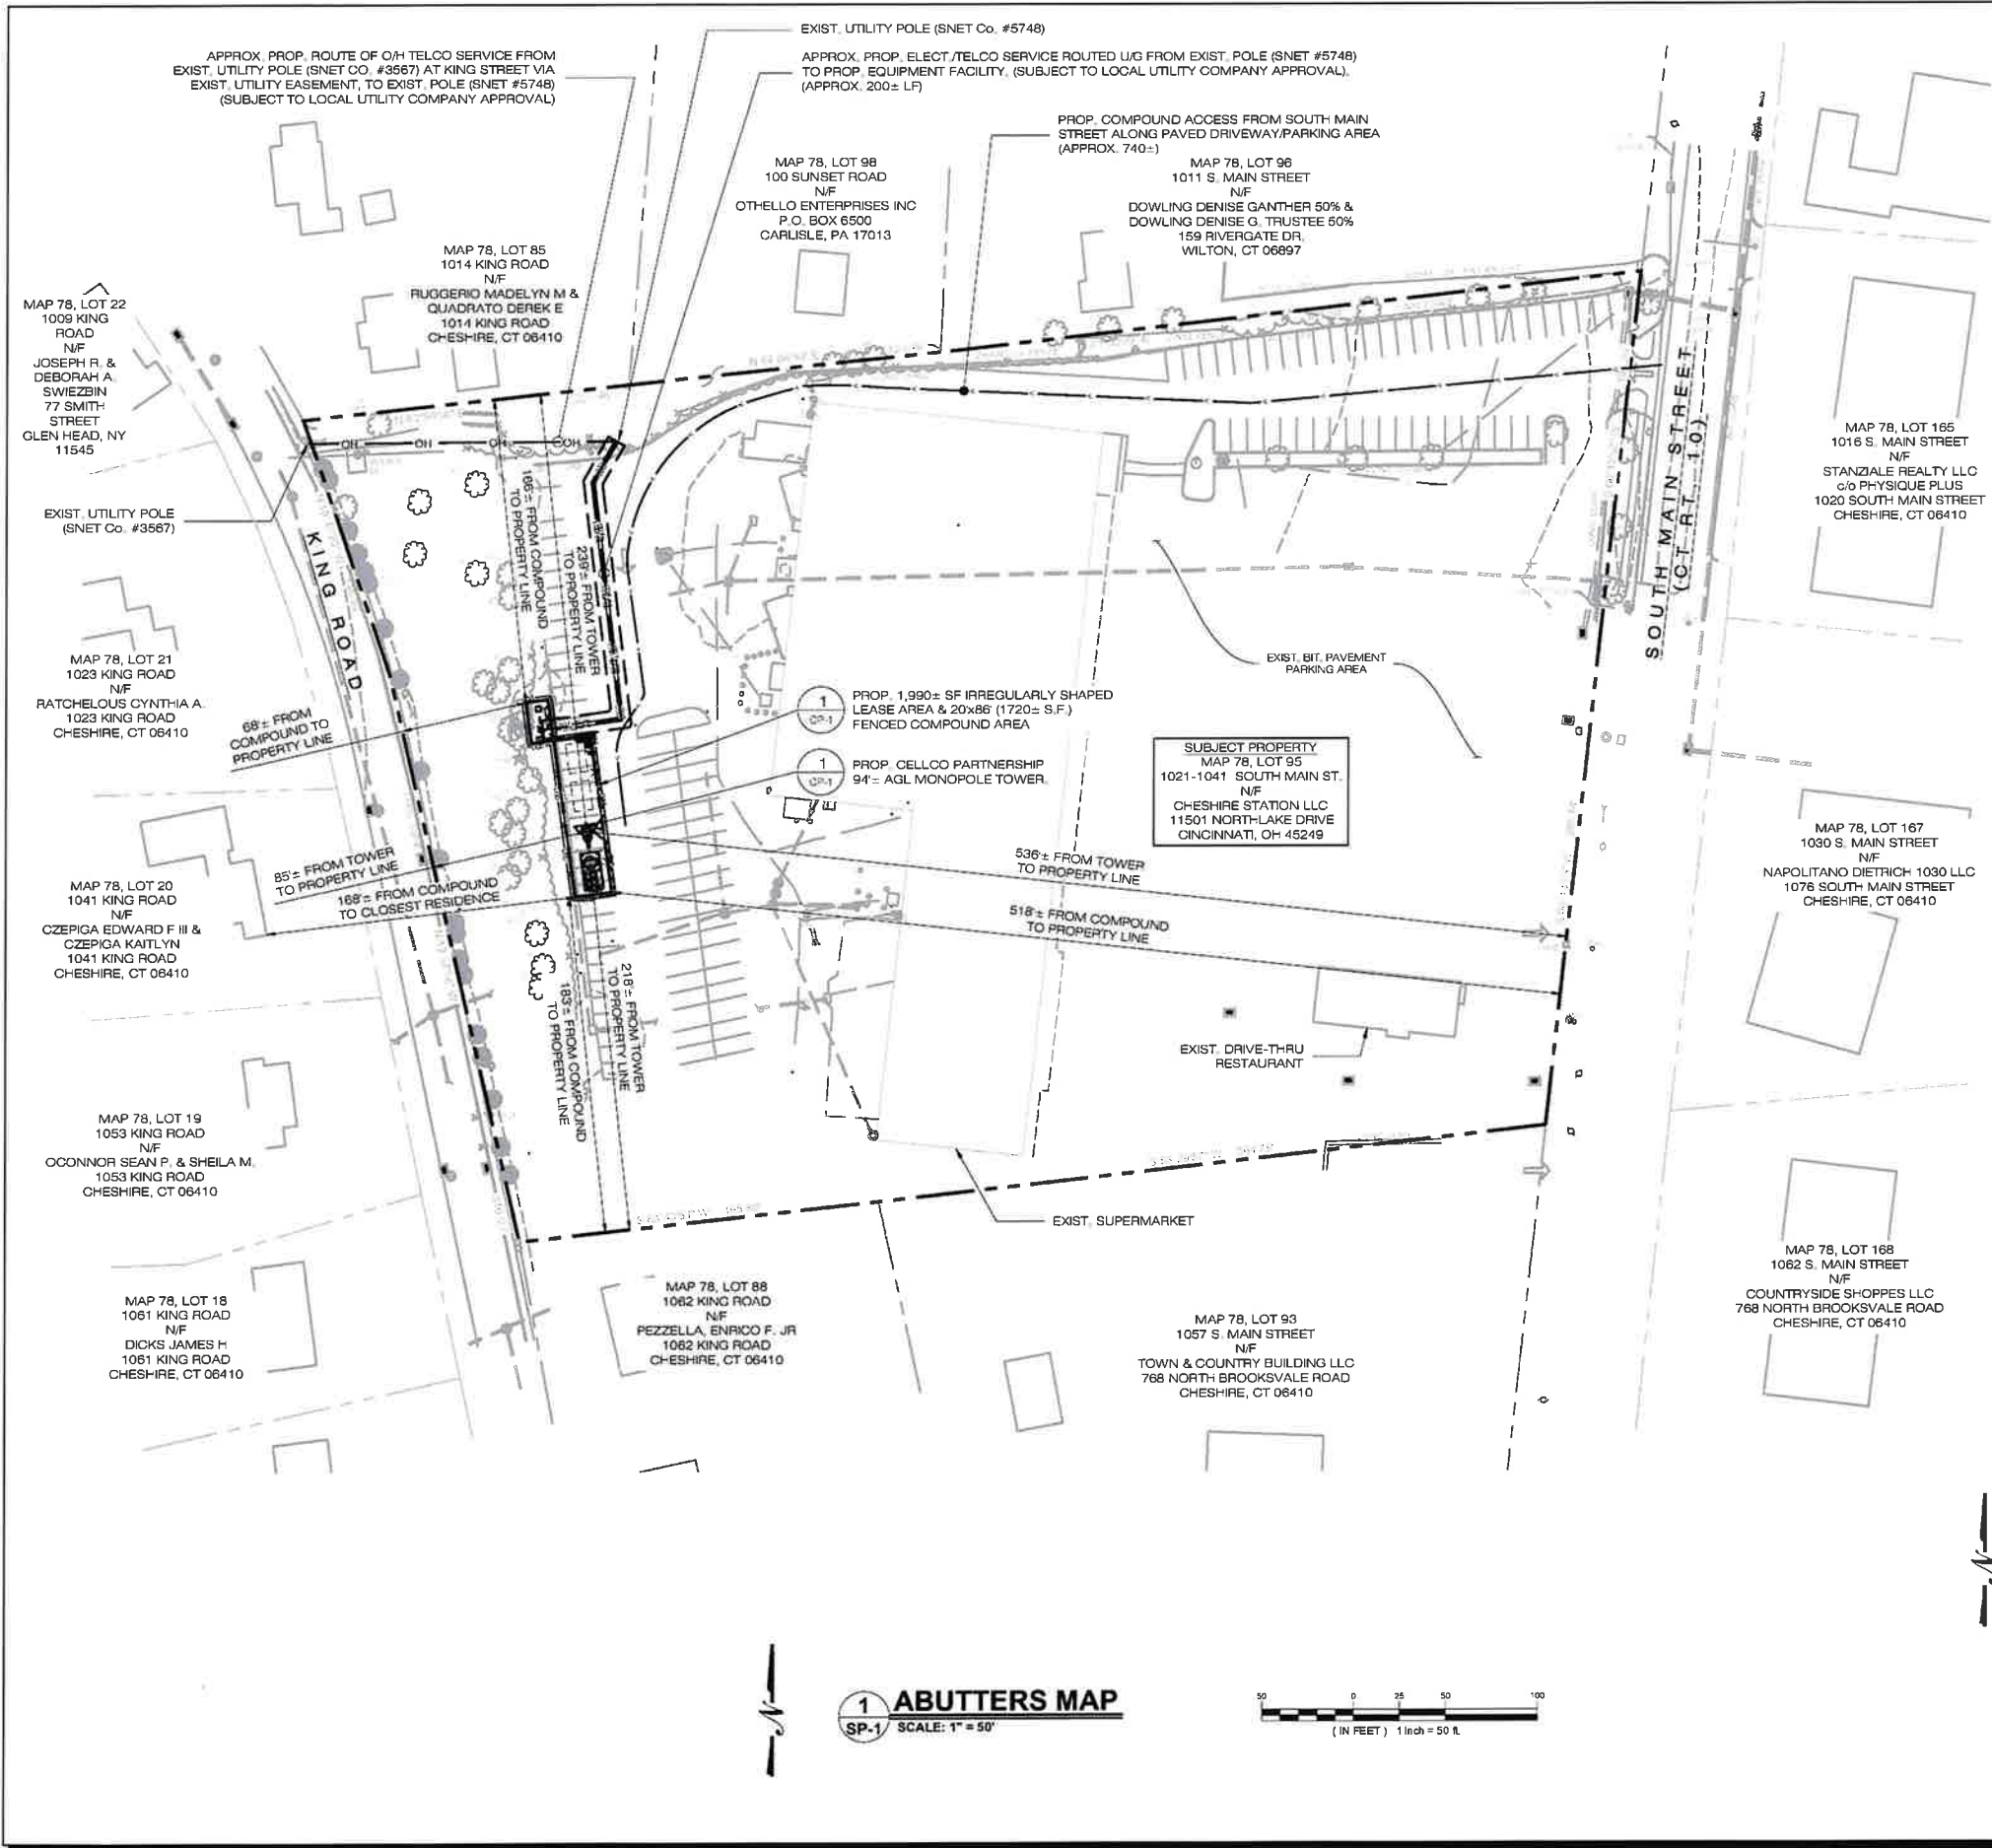 EXIST. UTILITY POLE (SNET Co. #5748)
APPROX. PROP. ROUTE OF O/H TELCO SERVICE FROM
EXIST. UTILITY POLE (SNET CO. #3567) AT KING STREET VIA
EXIST. UTILITY EASEMENT, TO EXIST. POLE (SNET #5748)
(SUBJECT TO LOCAL UTILITY COMPANY APPROVAL)
APPROX. PROP. ELECT./TELCO SERVICE ROUTED U/G FROM EXIST. POLE (SNET #5748)
TO PROP. EQUIPMENT FACILITY. (SUBJECT TO LOCAL UTILITY COMPANY APPROVAL).
(APPROX. 200± LF)
PROP. COMPOUND ACCESS FROM SOUTH MAIN
STREET ALONG PAVED DRIVEWAY/PARKING AREA
(APPROX. 740±)
MAP 78, LOT 98
100 SUNSET ROAD
N/F
OTHELLO ENTERPRISES INC
P.O. BOX 6500
CARLISLE, PA 17013
MAP 78, LOT 96
1011 S. MAIN STREET
N/F
DOWLING DENISE GANTHER 50% &
DOWLING DENISE G. TRUSTEE 50%
159 RIVERGATE DR.
WILTON, CT 06897
MAP 78, LOT 85
1014 KING ROAD
N/F
RUGGERIO MADELYN M &
QUADRATO DEREK E
1014 KING ROAD
CHESHIRE, CT 06410
MAP 78, LOT 22
1009 KING
ROAD
N/F
JOSEPH R. &
DEBORAH A.
SWIEZBIN
77 SMITH
STREET
GLEN HEAD, NY
11545
EXIST. UTILITY POLE
(SNET Co. #3567)
OH
OH
OH
OH
KING ROAD
166'± FROM COMPOUND
TO PROPERTY LINE
239'± FROM TOWER
TO PROPERTY LINE
SOUTH MAIN STREET
(CT RT. 10)
MAP 78, LOT 165
1016 S. MAIN STREET
N/F
STANZIALE REALTY LLC
c/o PHYSIQUE PLUS
1020 SOUTH MAIN STREET
CHESHIRE, CT 06410
EXIST. BIT. PAVEMENT
PARKING AREA
MAP 78, LOT 21
1023 KING ROAD
N/F
RATCHELOUS CYNTHIA A.
1023 KING ROAD
CHESHIRE, CT 06410
68'± FROM
COMPOUND TO
PROPERTY LINE
1
CP-1
PROP. 1,990± SF IRREGULARLY SHAPED
LEASE AREA & 20'x86' (1720± S.F.)
FENCED COMPOUND AREA
1
CP-1
PROP. CELLCO PARTNERSHIP
94'± AGL MONOPOLE TOWER.
SUBJECT PROPERTY
MAP 78, LOT 95
1021-1041 SOUTH MAIN ST.
N/F
CHESHIRE STATION LLC
11501 NORTHLAKE DRIVE
CINCINNATI, OH 45249
85'± FROM TOWER
TO PROPERTY LINE
168'± FROM COMPOUND
TO CLOSEST RESIDENCE
536'± FROM TOWER
TO PROPERTY LINE
518'± FROM COMPOUND
TO PROPERTY LINE
MAP 78, LOT 167
1030 S. MAIN STREET
N/F
NAPOLITANO DIETRICH 1030 LLC
1076 SOUTH MAIN STREET
CHESHIRE, CT 06410
MAP 78, LOT 20
1041 KING ROAD
N/F
CZEPIGA EDWARD F III &
CZEPIGA KAITLYN
1041 KING ROAD
CHESHIRE, CT 06410
218'± FROM TOWER
TO PROPERTY LINE
183'± FROM COMPOUND
TO PROPERTY LINE
EXIST. DRIVE-THRU
RESTAURANT
MAP 78, LOT 19
1053 KING ROAD
N/F
OCONNOR SEAN P. & SHEILA M.
1053 KING ROAD
CHESHIRE, CT 06410
EXIST. SUPERMARKET
MAP 78, LOT 18
1061 KING ROAD
N/F
DICKS JAMES H
1061 KING ROAD
CHESHIRE, CT 06410
MAP 78, LOT 88
1062 KING ROAD
N/F
PEZZELLA, ENRICO F. JR
1062 KING ROAD
CHESHIRE, CT 06410
MAP 78, LOT 93
1057 S. MAIN STREET
N/F
TOWN & COUNTRY BUILDING LLC
768 NORTH BROOKSVALE ROAD
CHESHIRE, CT 06410
MAP 78, LOT 168
1062 S. MAIN STREET
N/F
COUNTRYSIDE SHOPPES LLC
768 NORTH BROOKSVALE ROAD
CHESHIRE, CT 06410
N
N
1
SP-1
ABUTTERS MAP
SCALE: 1" = 50'
50 0 25 50 100
( IN FEET ) 1 inch = 50 ft.